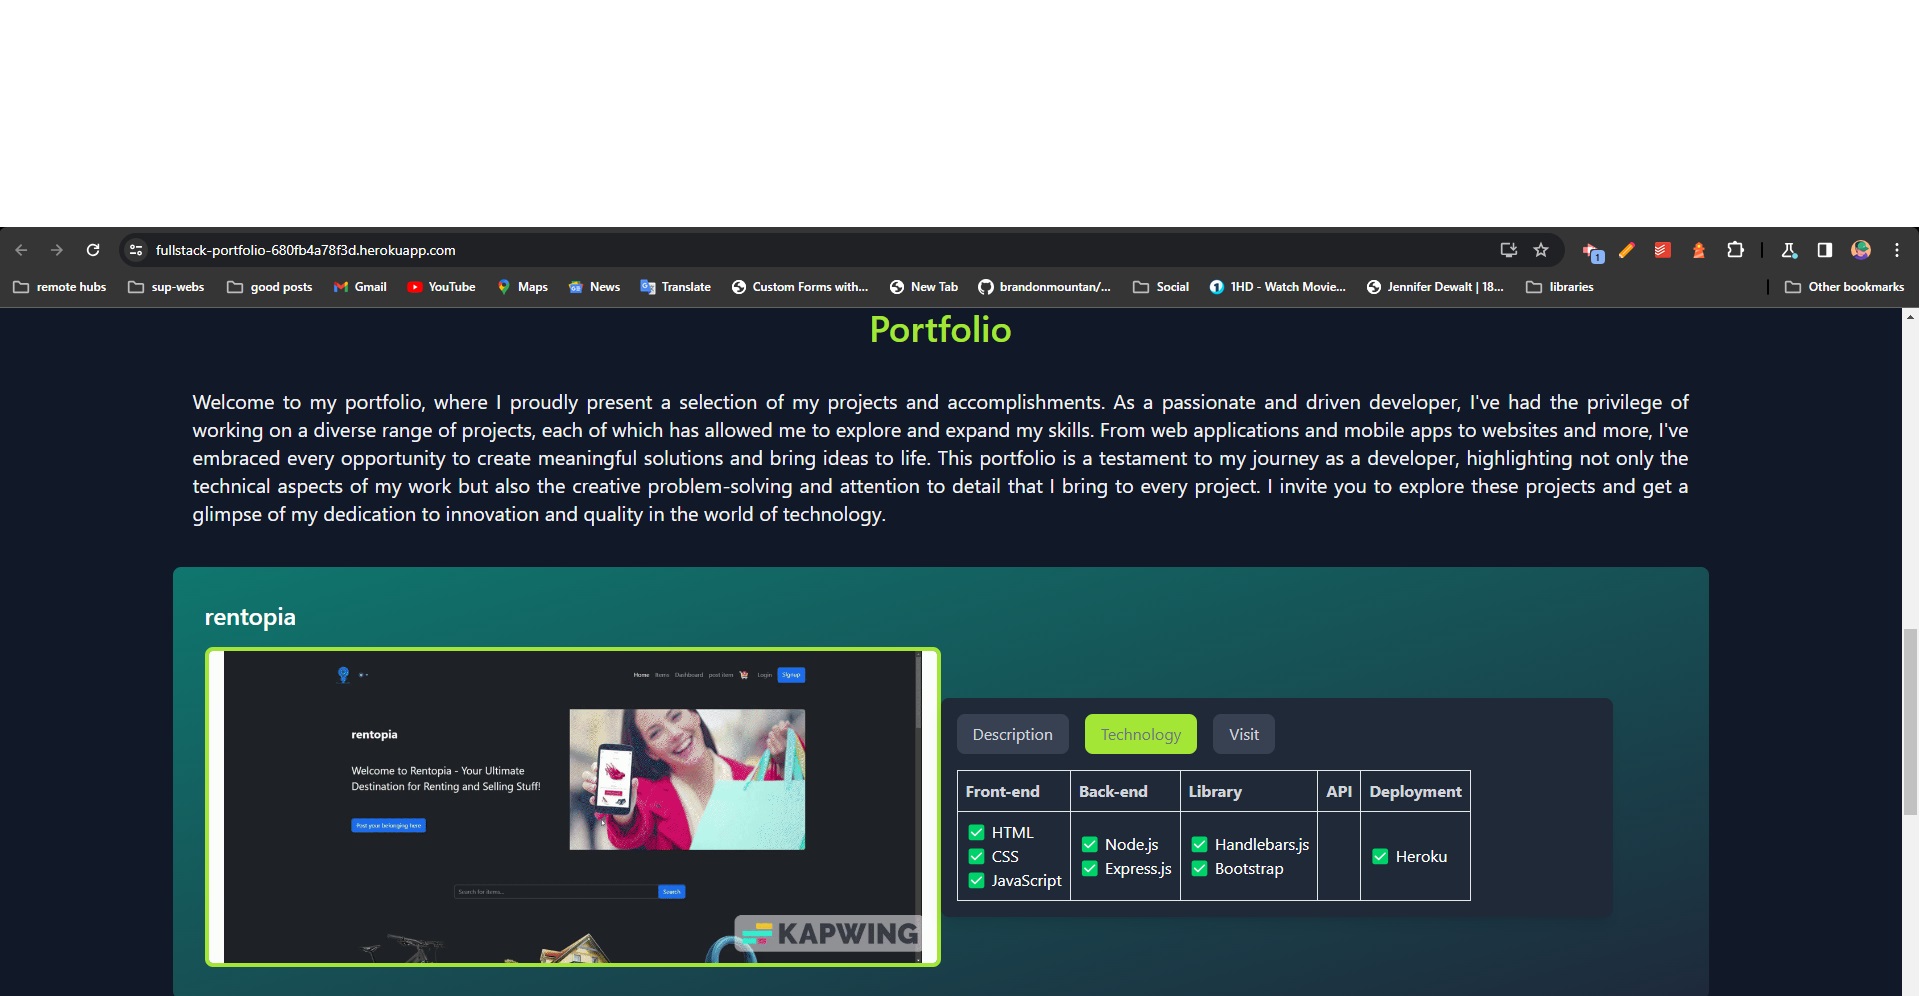 fullstack-portfolio-680fb4a78f3d.herokuapp.com
1
remote hubs sup-webs good posts Gmail YouTube Maps News Translate Custom Forms with... New Tab brandonmountan/... Social 1HD - Watch Movie... Jennifer Dewalt | 18... libraries Other bookmarks
Portfolio
Welcome to my portfolio, where I proudly present a selection of my projects and accomplishments. As a passionate and driven developer, I've had the privilege of
working on a diverse range of projects, each of which has allowed me to explore and expand my skills. From web applications and mobile apps to websites and more, I've
embraced every opportunity to create meaningful solutions and bring ideas to life. This portfolio is a testament to my journey as a developer, highlighting not only the
technical aspects of my work but also the creative problem-solving and attention to detail that I bring to every project. I invite you to explore these projects and get a
glimpse of my dedication to innovation and quality in the world of technology.
rentopia
Home Items Dashboard post item Login Signup
rentopia
Welcome to Rentopia - Your Ultimate
Destination for Renting and Selling Stuff!
Post your belonging here
Search for items... Search
KAPWING
Description Technology Visit
Front-end Back-end Library API Deployment
HTML
CSS
JavaScript
Node.js
Express.js
Handlebars.js
Bootstrap
Heroku